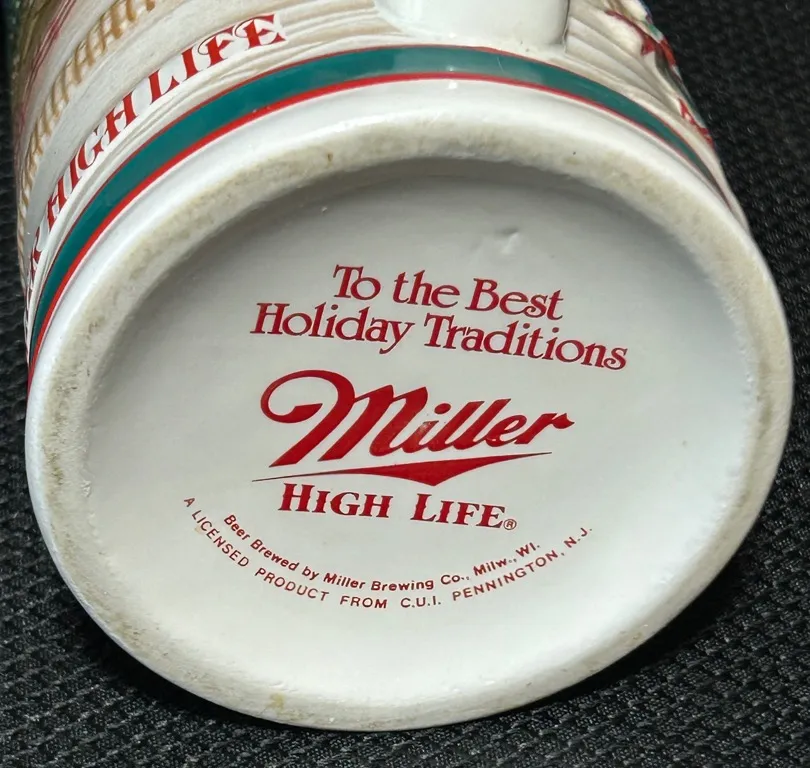 HIGH LIFE
To the Best
Holiday Traditions
Miller
HIGH LIFE®
Beer Brewed by Miller Brewing Co., Milw., WI.
A LICENSED PRODUCT FROM C.U.I. PENNINGTON, N.J.